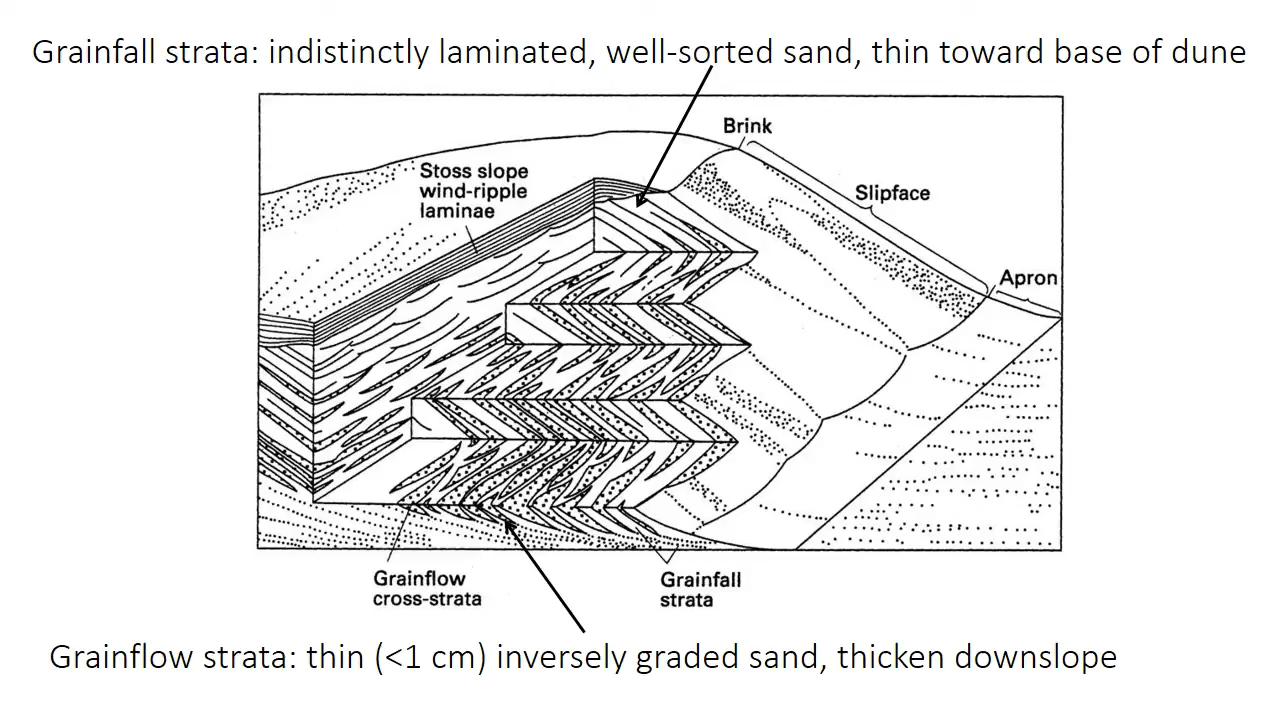 Grainfall strata: indistinctly laminated, well-sorted sand, thin toward base of dune
Brink
Stoss slope
wind-ripple
laminae
Slipface
Apron
Grainflow
cross-strata
Grainfall
strata
Grainflow strata: thin (<1 cm) inversely graded sand, thicken downslope